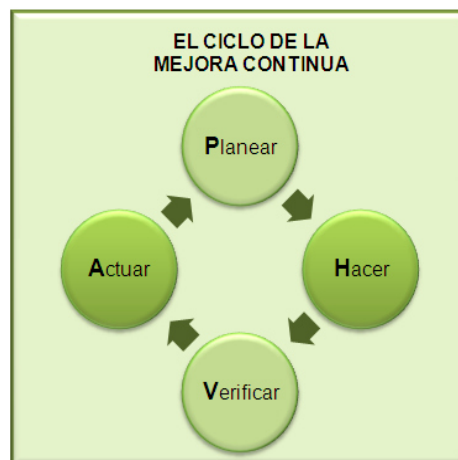 EL CICLO DE LA
MEJORA CONTINUA
Planear
Actuar
Hacer
Verificar